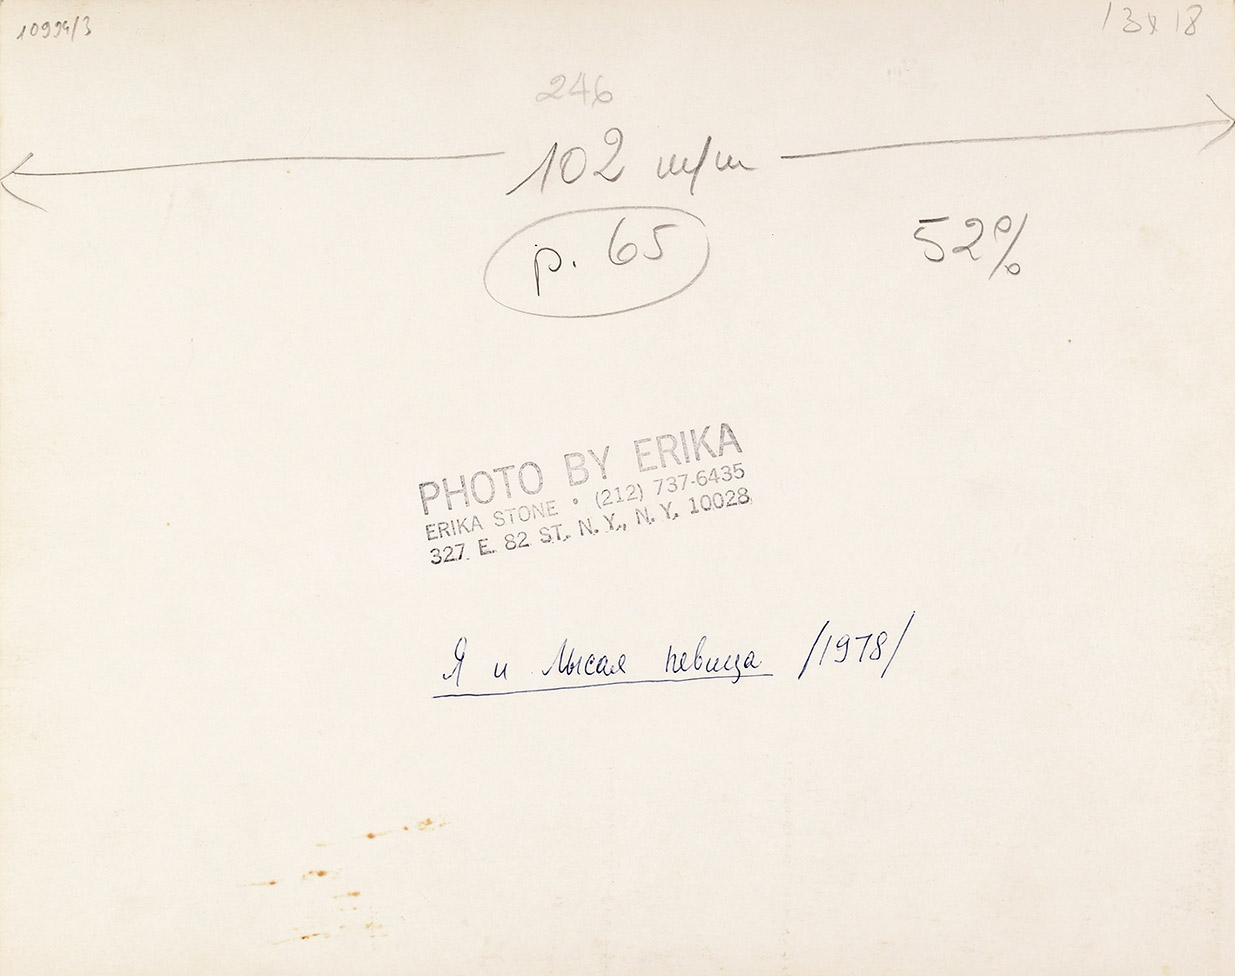 10994/3
13x18
246
102 m/m
p. 65
52%
PHOTO BY ERIKA
ERIKA STONE • (212) 737-6435
327 E. 82 ST. N. Y., N. Y. 10028
Я и Лысая певица /1978/